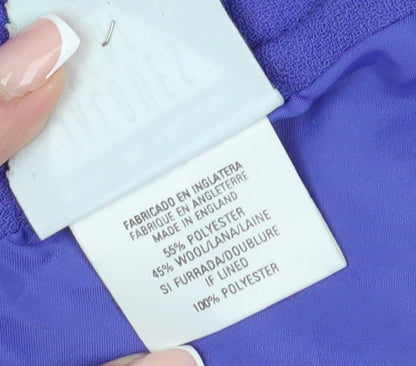 FABRICADO EN INGLATERA
FABRIQUE EN ANGLETERRE
MADE IN ENGLAND
55% POLYESTER
45% WOOL/LANA/LAINE
SI FURRADA/DOUBLURE
IF LINED
100% POLYESTER